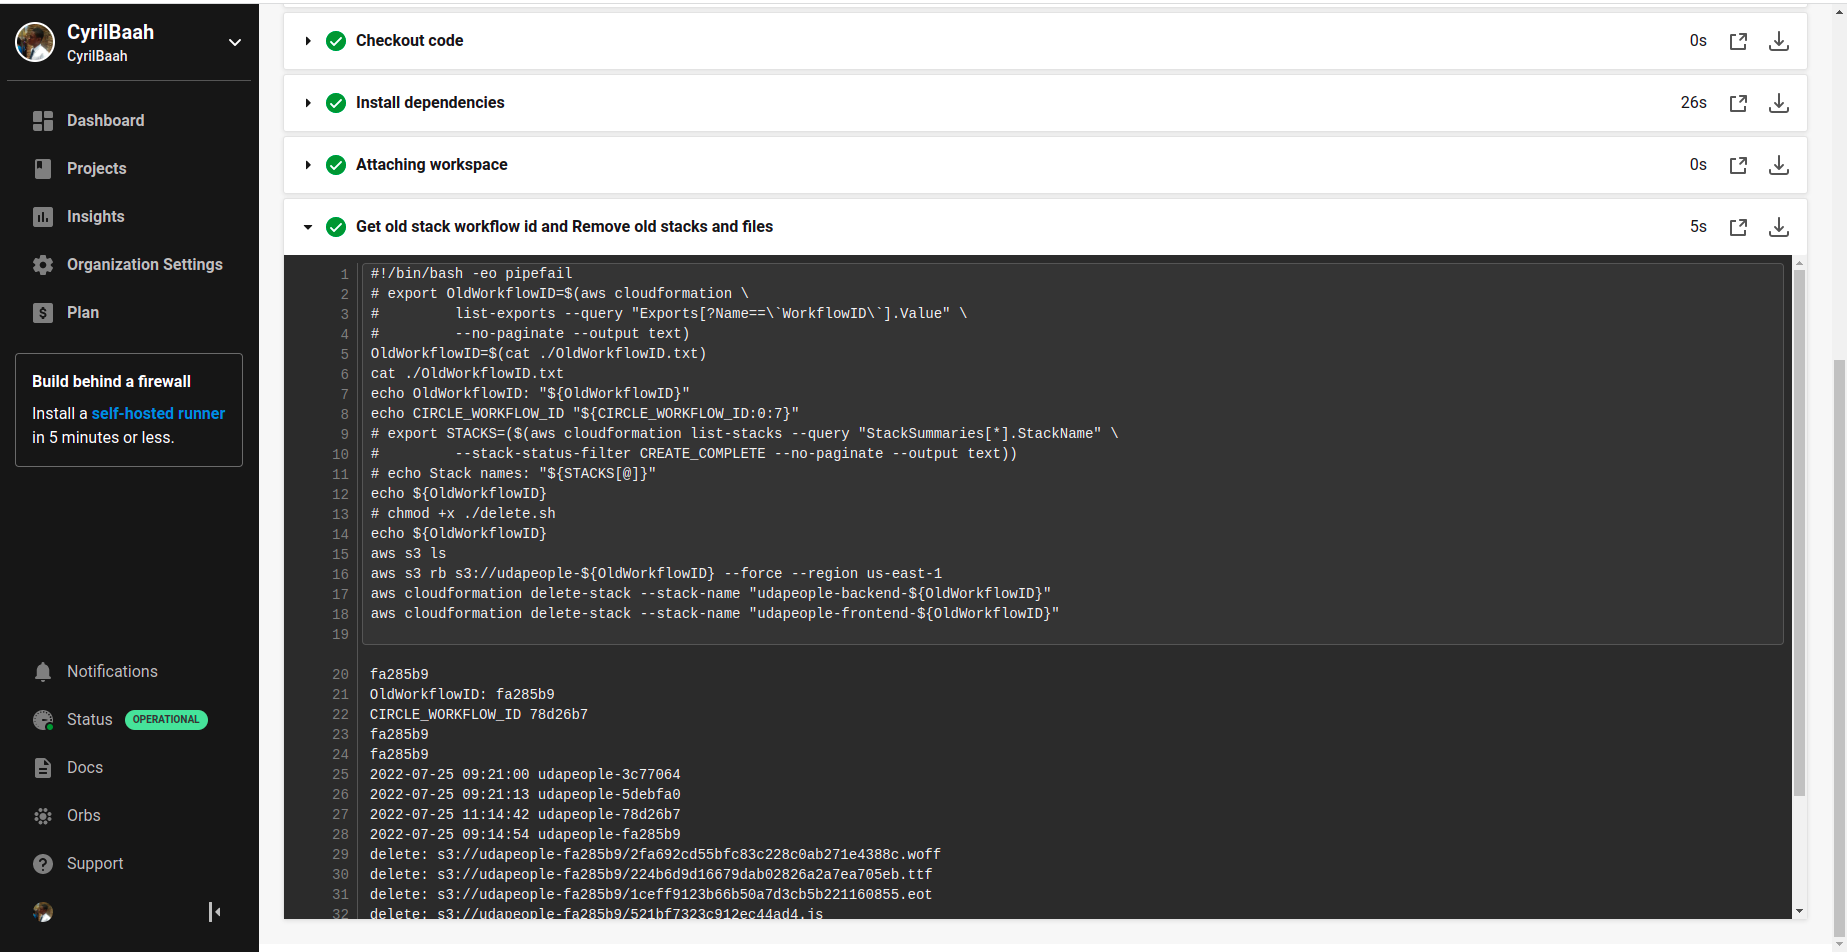 CyrilBaah
CyrilBaah
Dashboard
Projects
Insights
Organization Settings
Plan
Build behind a firewall
Install a self-hosted runner
in 5 minutes or less.
Notifications
Status OPERATIONAL
Docs
Orbs
Support
Checkout code 0s
Install dependencies 26s
Attaching workspace 0s
Get old stack workflow id and Remove old stacks and files 5s
1 #!/bin/bash -eo pipefail
2 # export OldWorkflowID=$(aws cloudformation \
3 #         list-exports --query "Exports[?Name==\`WorkflowID\`].Value" \
4 #         --no-paginate --output text)
5 OldWorkflowID=$(cat ./OldWorkflowID.txt)
6 cat ./OldWorkflowID.txt
7 echo OldWorkflowID: "${OldWorkflowID}"
8 echo CIRCLE_WORKFLOW_ID "${CIRCLE_WORKFLOW_ID:0:7}"
9 # export STACKS=($(aws cloudformation list-stacks --query "StackSummaries[*].StackName" \
10 #         --stack-status-filter CREATE_COMPLETE --no-paginate --output text))
11 # echo Stack names: "${STACKS[@]}"
12 echo ${OldWorkflowID}
13 # chmod +x ./delete.sh
14 echo ${OldWorkflowID}
15 aws s3 ls
16 aws s3 rb s3://udapeople-${OldWorkflowID} --force --region us-east-1
17 aws cloudformation delete-stack --stack-name "udapeople-backend-${OldWorkflowID}"
18 aws cloudformation delete-stack --stack-name "udapeople-frontend-${OldWorkflowID}"
19
20 fa285b9
21 OldWorkflowID: fa285b9
22 CIRCLE_WORKFLOW_ID 78d26b7
23 fa285b9
24 fa285b9
25 2022-07-25 09:21:00 udapeople-3c77064
26 2022-07-25 09:21:13 udapeople-5debfa0
27 2022-07-25 11:14:42 udapeople-78d26b7
28 2022-07-25 09:14:54 udapeople-fa285b9
29 delete: s3://udapeople-fa285b9/2fa692cd55bfc83c228c0ab271e4388c.woff
30 delete: s3://udapeople-fa285b9/224b6d9d16679dab02826a2a7ea705eb.ttf
31 delete: s3://udapeople-fa285b9/1ceff9123b66b50a7d3cb5b221160855.eot
32 delete: s3://udapeople-fa285b9/521bf7323c912ec44ad4.js